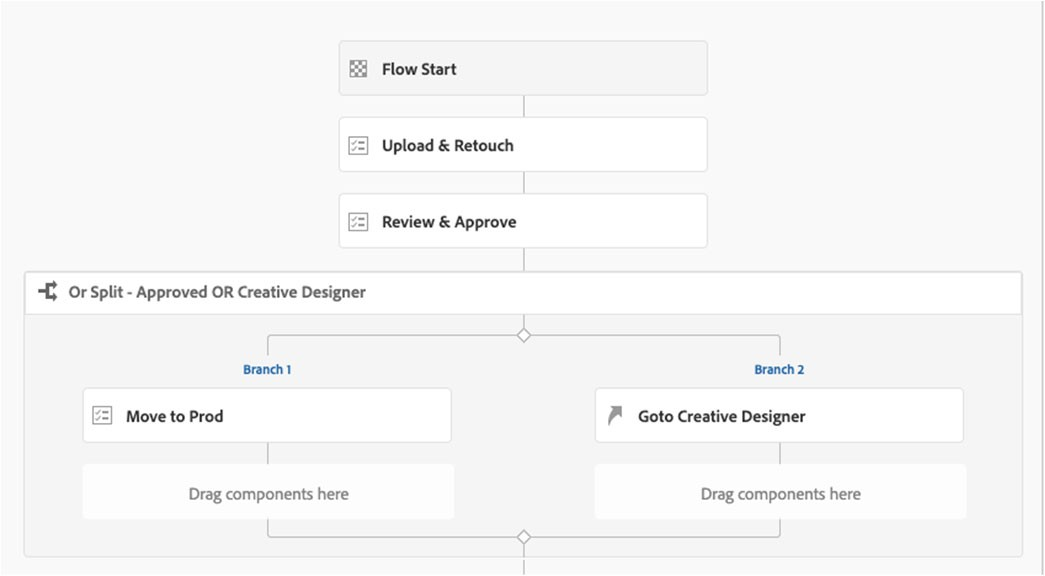 Flow Start
Upload & Retouch
Review & Approve
Or Split - Approved OR Creative Designer
Branch 1
Branch 2
Move to Prod
Goto Creative Designer
Drag components here
Drag components here